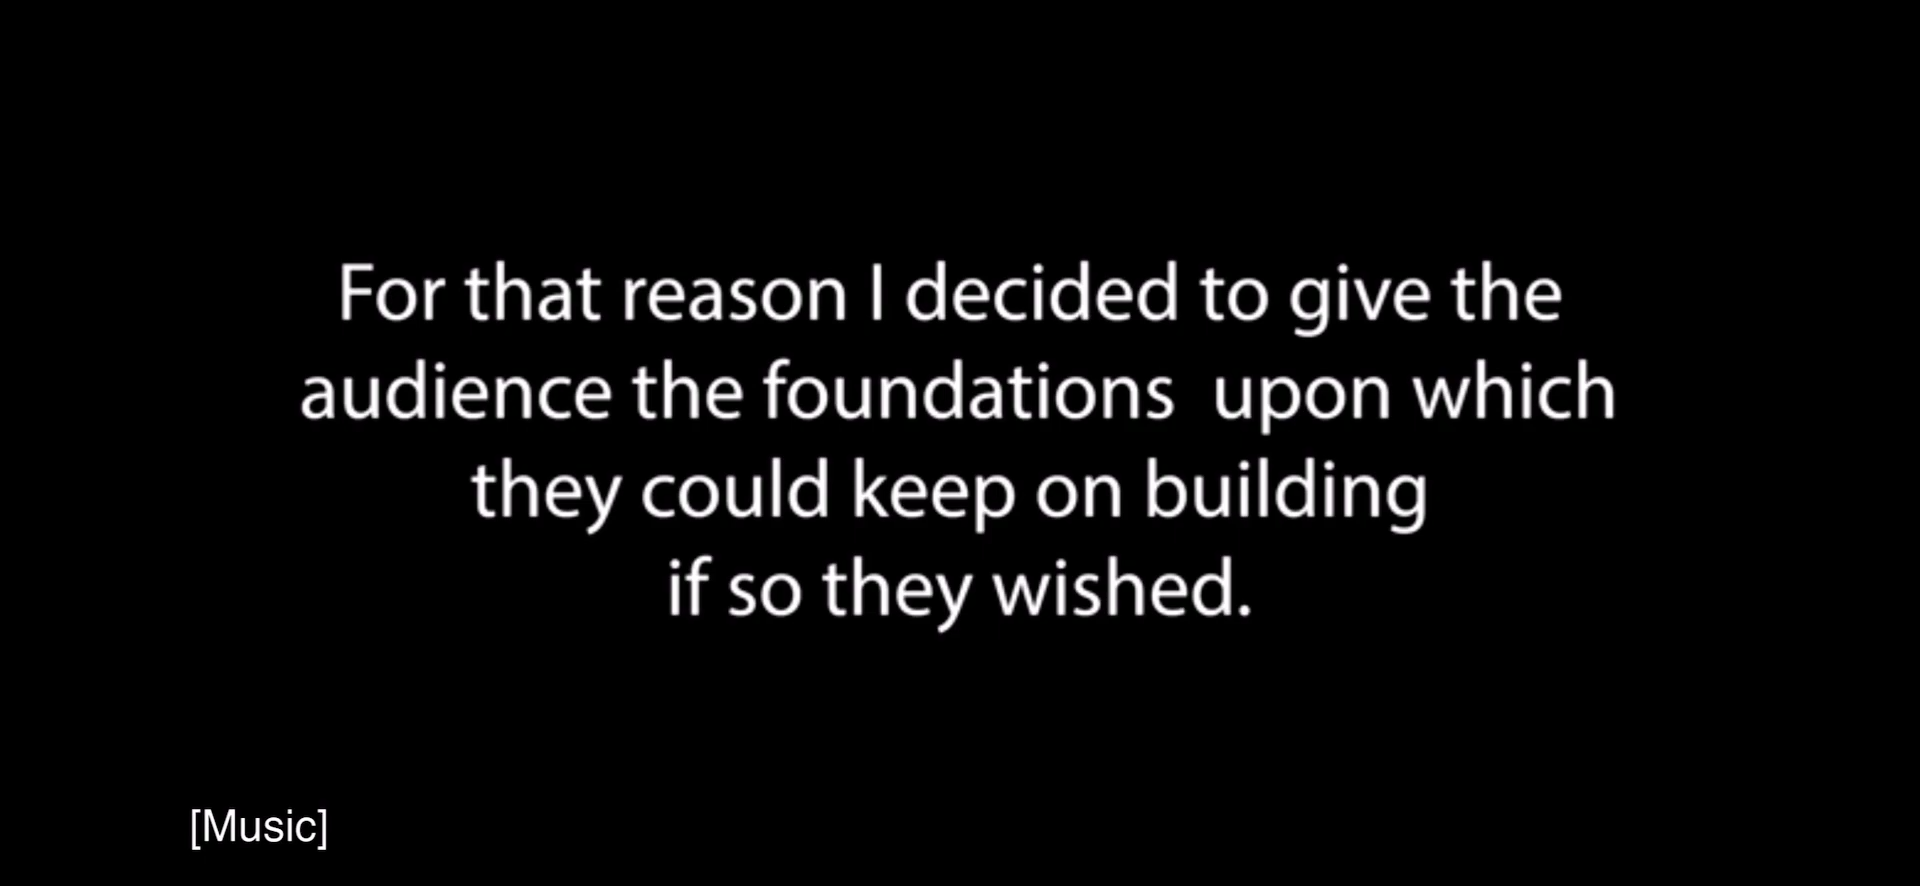 For that reason I decided to give the
audience the foundations  upon which
they could keep on building
if so they wished.
[Music]